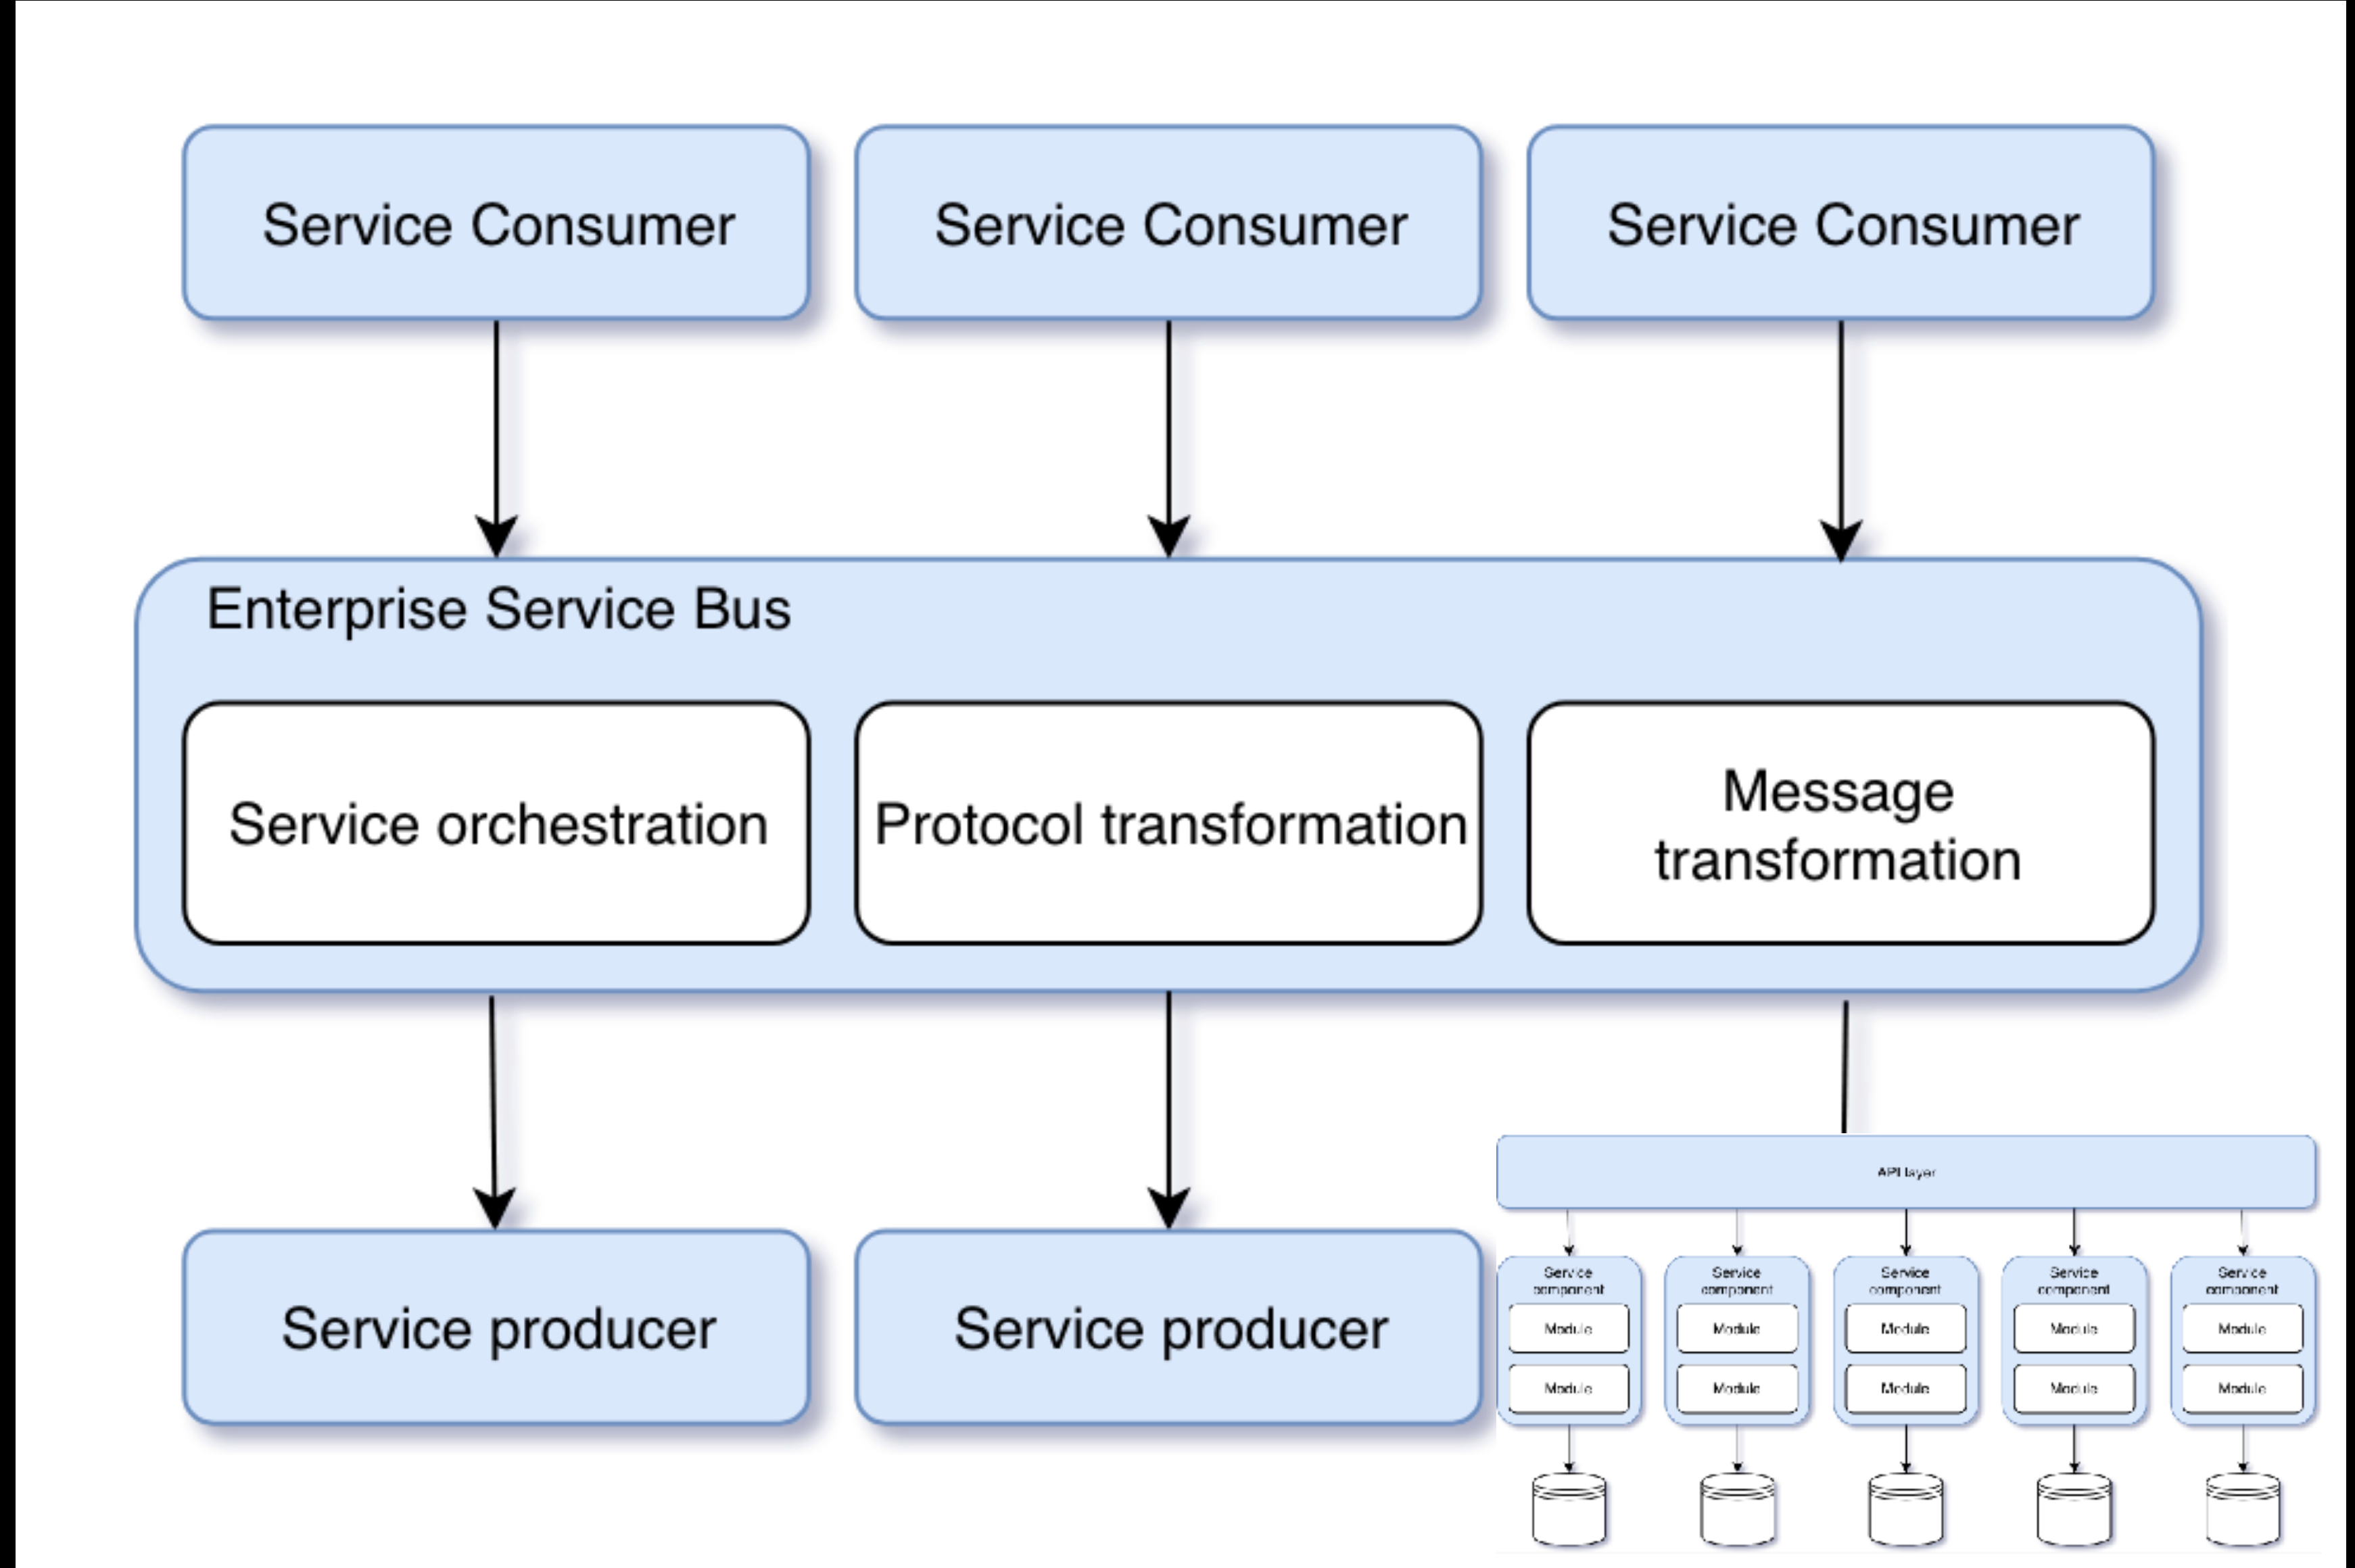 Service Consumer
Service Consumer
Service Consumer
Enterprise Service Bus
Service orchestration
Protocol transformation
Message
transformation
Service producer
Service producer
API layer
Service
component
Module
Module
Service
component
Module
Module
Service
component
Module
Module
Service
component
Module
Module
Service
component
Module
Module